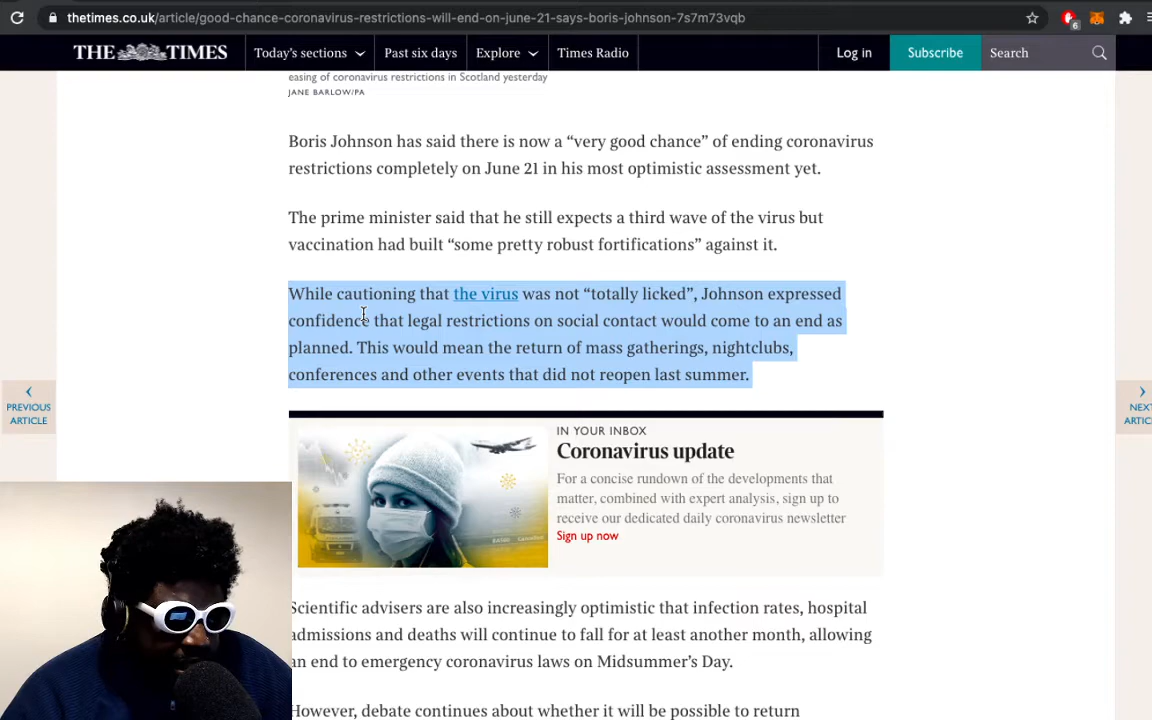 thetimes.co.uk/article/good-chance-coronavirus-restrictions-will-end-on-june-21-says-boris-johnson-7s7m73vqb
6
THE TIMES
Today's sections
Past six days
Explore
Times Radio
Log in
Subscribe
Search
easing of coronavirus restrictions in Scotland yesterday
JANE BARLOW/PA
Boris Johnson has said there is now a “very good chance” of ending coronavirus
restrictions completely on June 21 in his most optimistic assessment yet.
The prime minister said that he still expects a third wave of the virus but
vaccination had built “some pretty robust fortifications” against it.
While cautioning that the virus was not “totally licked”, Johnson expressed
confidence that legal restrictions on social contact would come to an end as
planned. This would mean the return of mass gatherings, nightclubs,
conferences and other events that did not reopen last summer.
PREVIOUS
ARTICLE
NEXT
ARTIC
IN YOUR INBOX
Coronavirus update
For a concise rundown of the developments that
matter, combined with expert analysis, sign up to
receive our dedicated daily coronavirus newsletter
Sign up now
Scientific advisers are also increasingly optimistic that infection rates, hospital
admissions and deaths will continue to fall for at least another month, allowing
an end to emergency coronavirus laws on Midsummer's Day.
However, debate continues about whether it will be possible to return